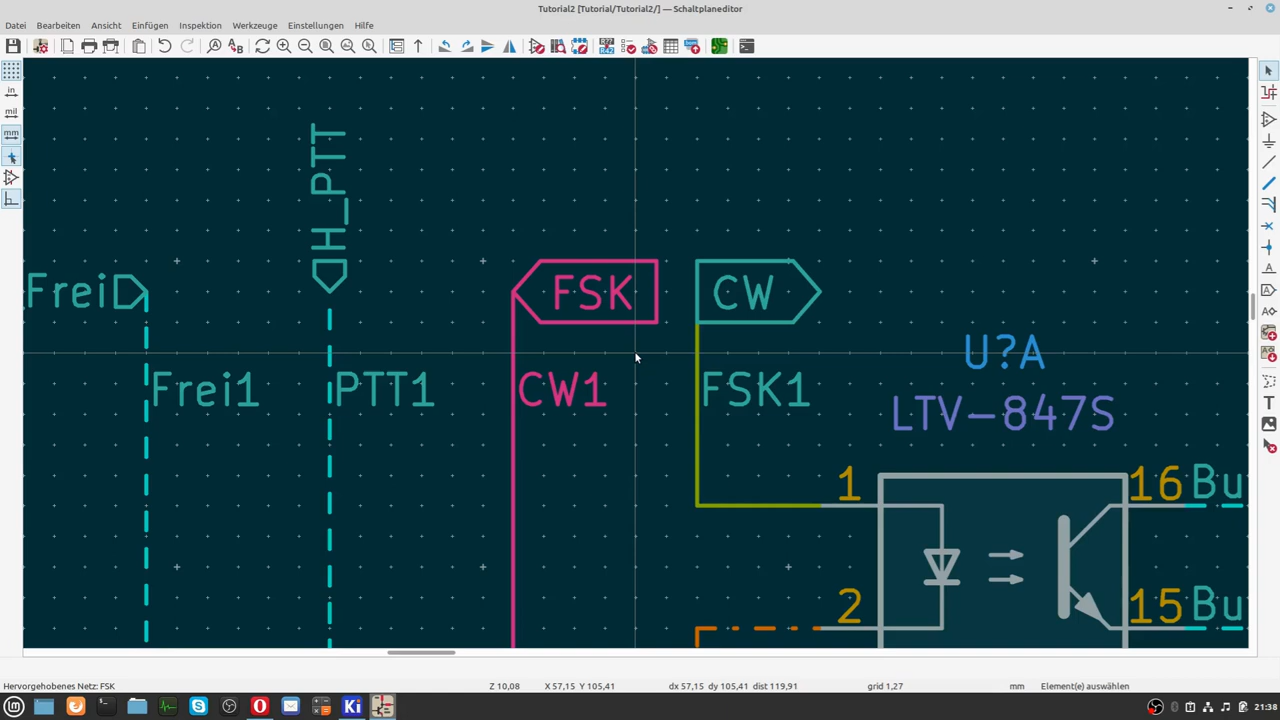 Tutorial2 [Tutorial/Tutorial2/] — Schaltplaneditor
Datei Bearbeiten Ansicht Einfügen Inspektion Werkzeuge Einstellungen Hilfe
in
mil
mm
H_PTT
Frei
FSK
CW
Frei1
PTT1
CW1
FSK1
U?A
LTV-847S
1
16
Bu
2
15
Bu
T
Hervorgehobenes Netz: FSK
Z 10,08
X 57,15 Y 105,41
dx 57,15 dy 105,41 dist 119,91
grid 1,27
mm
Element(e) auswählen
Ki
21:38